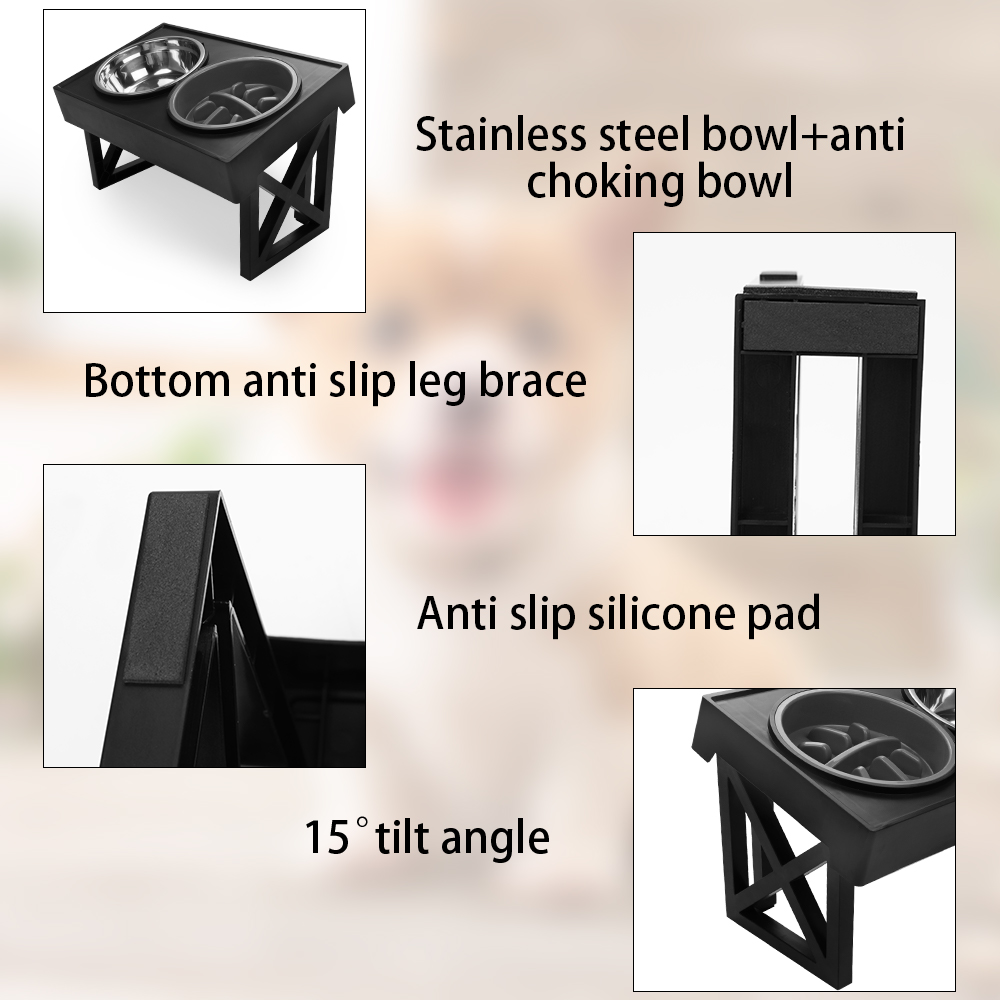 Stainless steel bowl+anti
choking bowl
Bottom anti slip leg brace
Anti slip silicone pad
15°tilt angle